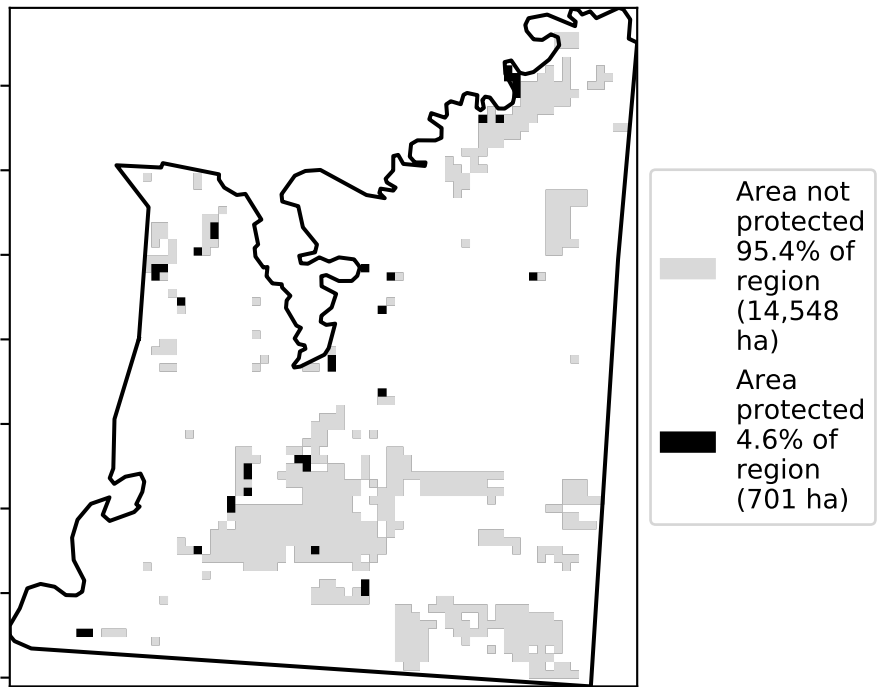 Area not
protected
95.4% of
region
(14,548
ha)
Area
protected
4.6% of
region
(701 ha)